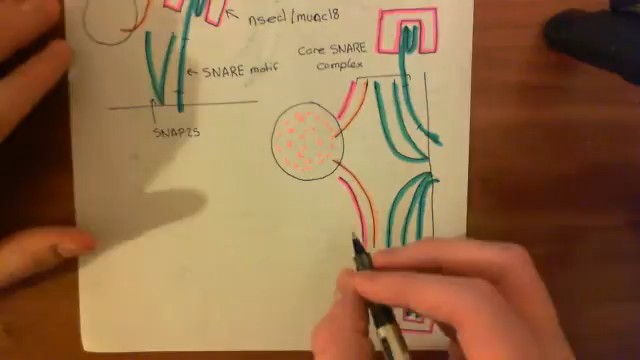 nsec1/munc18
Core SNARE
complex
SNARE motif
SNAP25